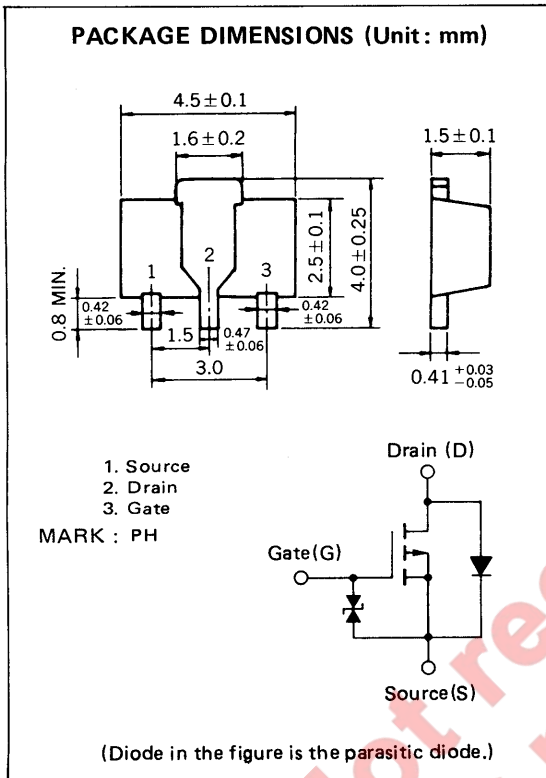 PACKAGE DIMENSIONS (Unit: mm)
4.5±0.1
1.6±0.2
1.5±0.1
2.5±0.1
4.0±0.25
1
2
3
0.8 MIN.
0.42
±0.06
0.42
±0.06
1.5
0.47
±0.06
3.0
0.41 +0.03
−0.05
1. Source
2. Drain
3. Gate
MARK : PH
Drain (D)
Gate(G)
Source(S)
(Diode in the figure is the parasitic diode.)